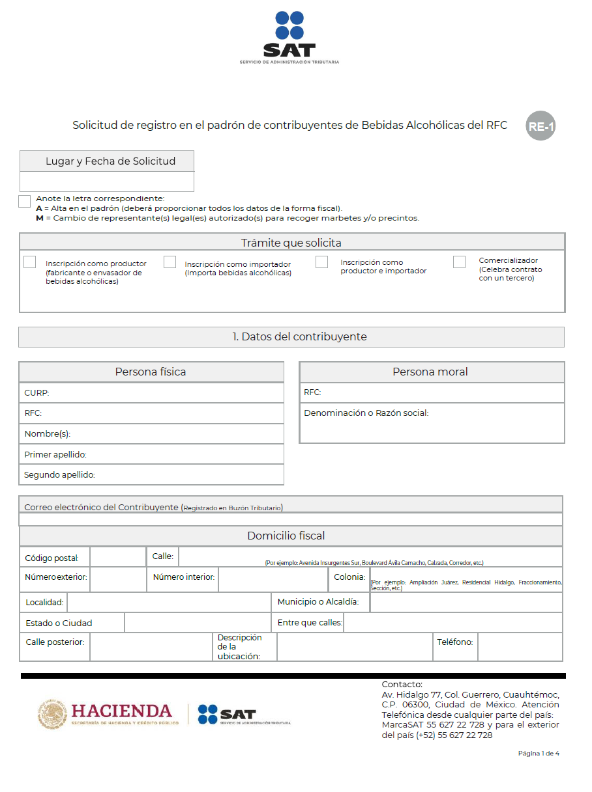 SAT
SERVICIO DE ADMINISTRACIÓN TRIBUTARIA
Solicitud de registro en el padrón de contribuyentes de Bebidas Alcohólicas del RFC
RE-1
Lugar y Fecha de Solicitud
Anote la letra correspondiente:
A = Alta en el padrón (deberá proporcionar todos los datos de la forma fiscal).
M = Cambio de representante(s) legal(es) autorizado(s) para recoger marbetes y/o precintos.
Trámite que solicita
Inscripción como productor
(fabricante o envasador de
bebidas alcohólicas)
Inscripción como importador
(Importa bebidas alcohólicas)
Inscripción como
productor e importador
Comercializador
(Celebra contrato
con un tercero)
1. Datos del contribuyente
Persona física
CURP:
RFC:
Nombre(s):
Primer apellido:
Segundo apellido:
Persona moral
RFC:
Denominación o Razón social:
Correo electrónico del Contribuyente (Registrado en Buzón Tributario)
Domicilio fiscal
Código postal
Calle:
(Por ejemplo: Avenida Insurgentes Sur, Boulevard Ávila Camacho, Calzada, Corredor, etc.)
Número exterior:
Número interior:
Colonia:
(Por ejemplo: Ampliación Juárez, Residencial Hidalgo, Fraccionamiento,
Sección, etc.)
Localidad:
Municipio o Alcaldía:
Estado o Ciudad
Entre que calles:
Calle posterior:
Descripción
de la
ubicación:
Teléfono:
HACIENDA
SECRETARÍA DE HACIENDA Y CRÉDITO PÚBLICO
SAT
SERVICIO DE ADMINISTRACIÓN TRIBUTARIA
Contacto:
Av. Hidalgo 77, Col. Guerrero, Cuauhtémoc,
C.P. 06300, Ciudad de México. Atención
Telefónica desde cualquier parte del país:
MarcaSAT 55 627 22 728 y para el exterior
del país (+52) 55 627 22 728
Página 1 de 4